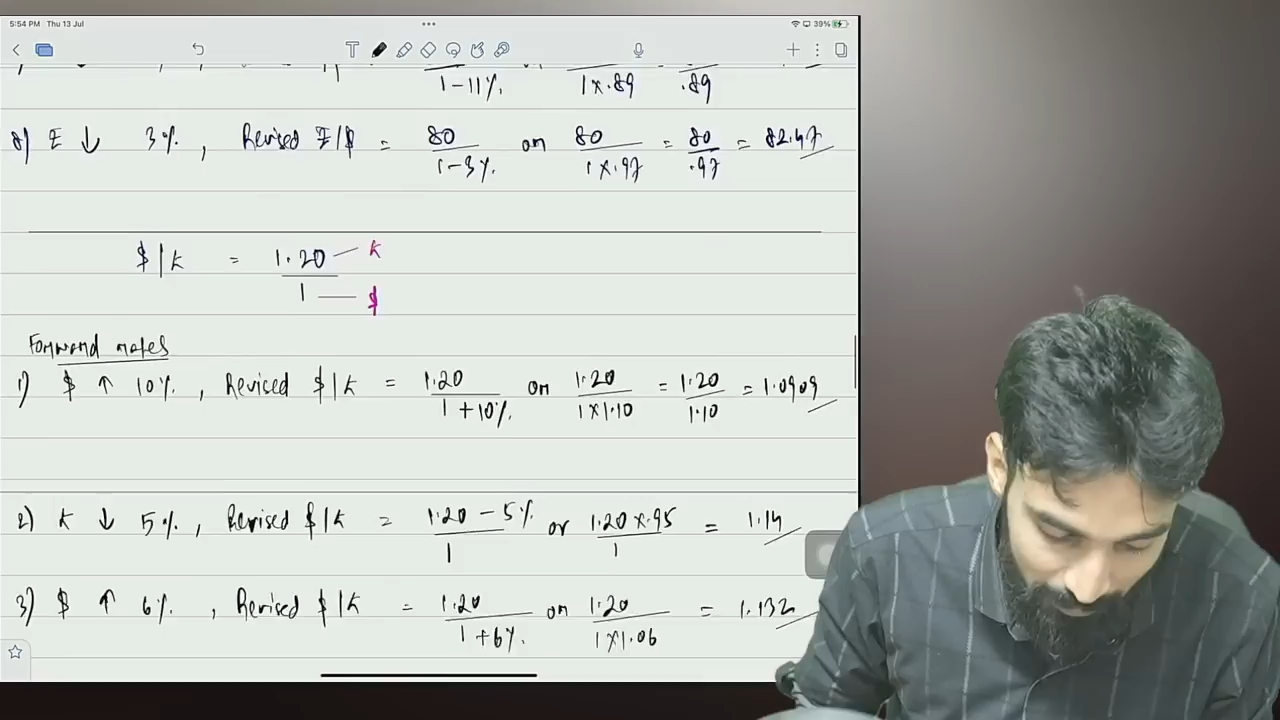 5:54 PM Thu 13 Jul
39%
1-11% 1×.89 .89
8) £ ↓ 3%, Revised £/$ = 80/1-3% or 80/1×.97 = 80/.97 = 82.47
$/£ = 1.20/1 £ $
Forward rates
1) $ ↑ 10%, Revised $/£ = 1.20/1+10% or 1.20/1×1.10 = 1.20/1.10 = 1.0909
2) £ ↓ 5%, Revised $/£ = 1.20-5%/1 or 1.20×.95/1 = 1.14
3) $ ↑ 6%, Revised $/£ = 1.20/1+6% or 1.20/1×1.06 = 1.132